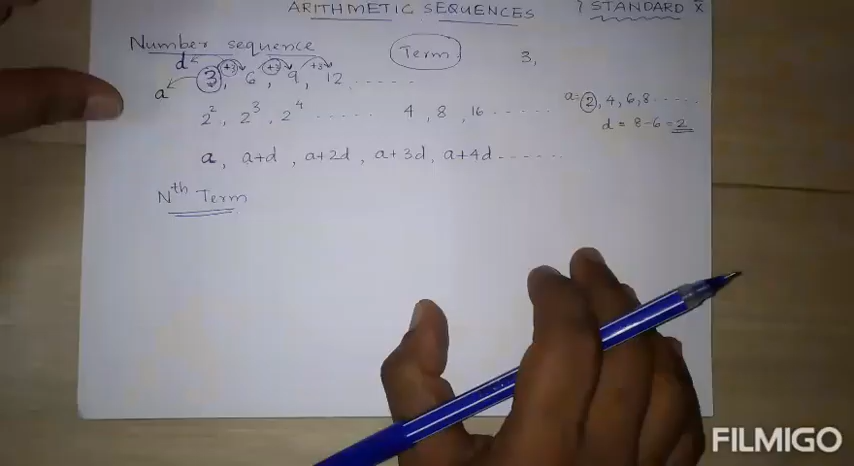 ARITHMETIC SEQUENCES
STANDARD X
Number sequence
Term
3,
d
+3 +3 +3
3, 6, 9, 12, ......
a
a=2, 4, 6, 8.....
d = 8-6 = 2
2², 2³, 2⁴ ......
4, 8, 16 ......
a, a+d, a+2d, a+3d, a+4d......
Nᵗʰ Term
FILMIGO